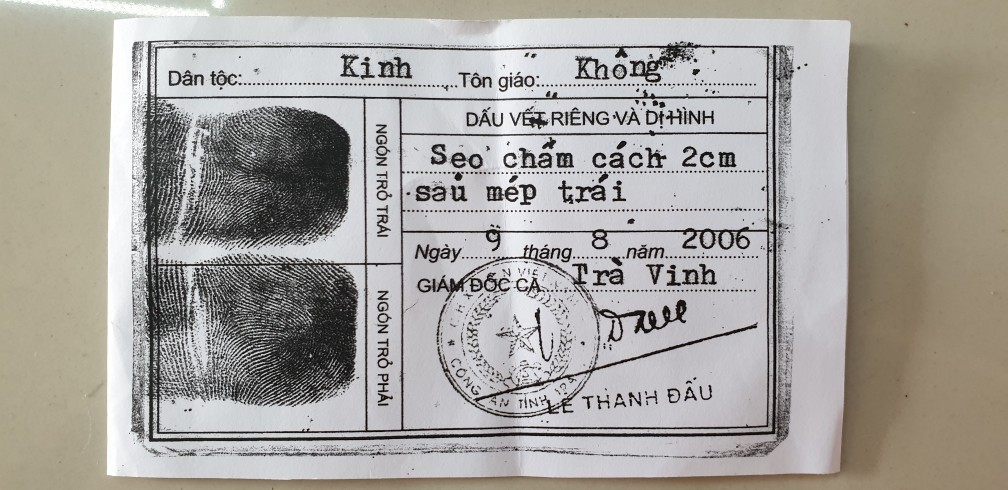 Dân tộc: Kinh Tôn giáo: Không
NGÓN TRỎ TRÁI
NGÓN TRỎ PHẢI
DẤU VẾT RIÊNG VÀ DỊ HÌNH
Sẹo chấm cách 2cm
sau mép trái
Ngày 9 tháng 8 năm 2006
GIÁM ĐỐC CA Trà Vinh
CÔNG AN TỈNH
LÊ THANH ĐẤU